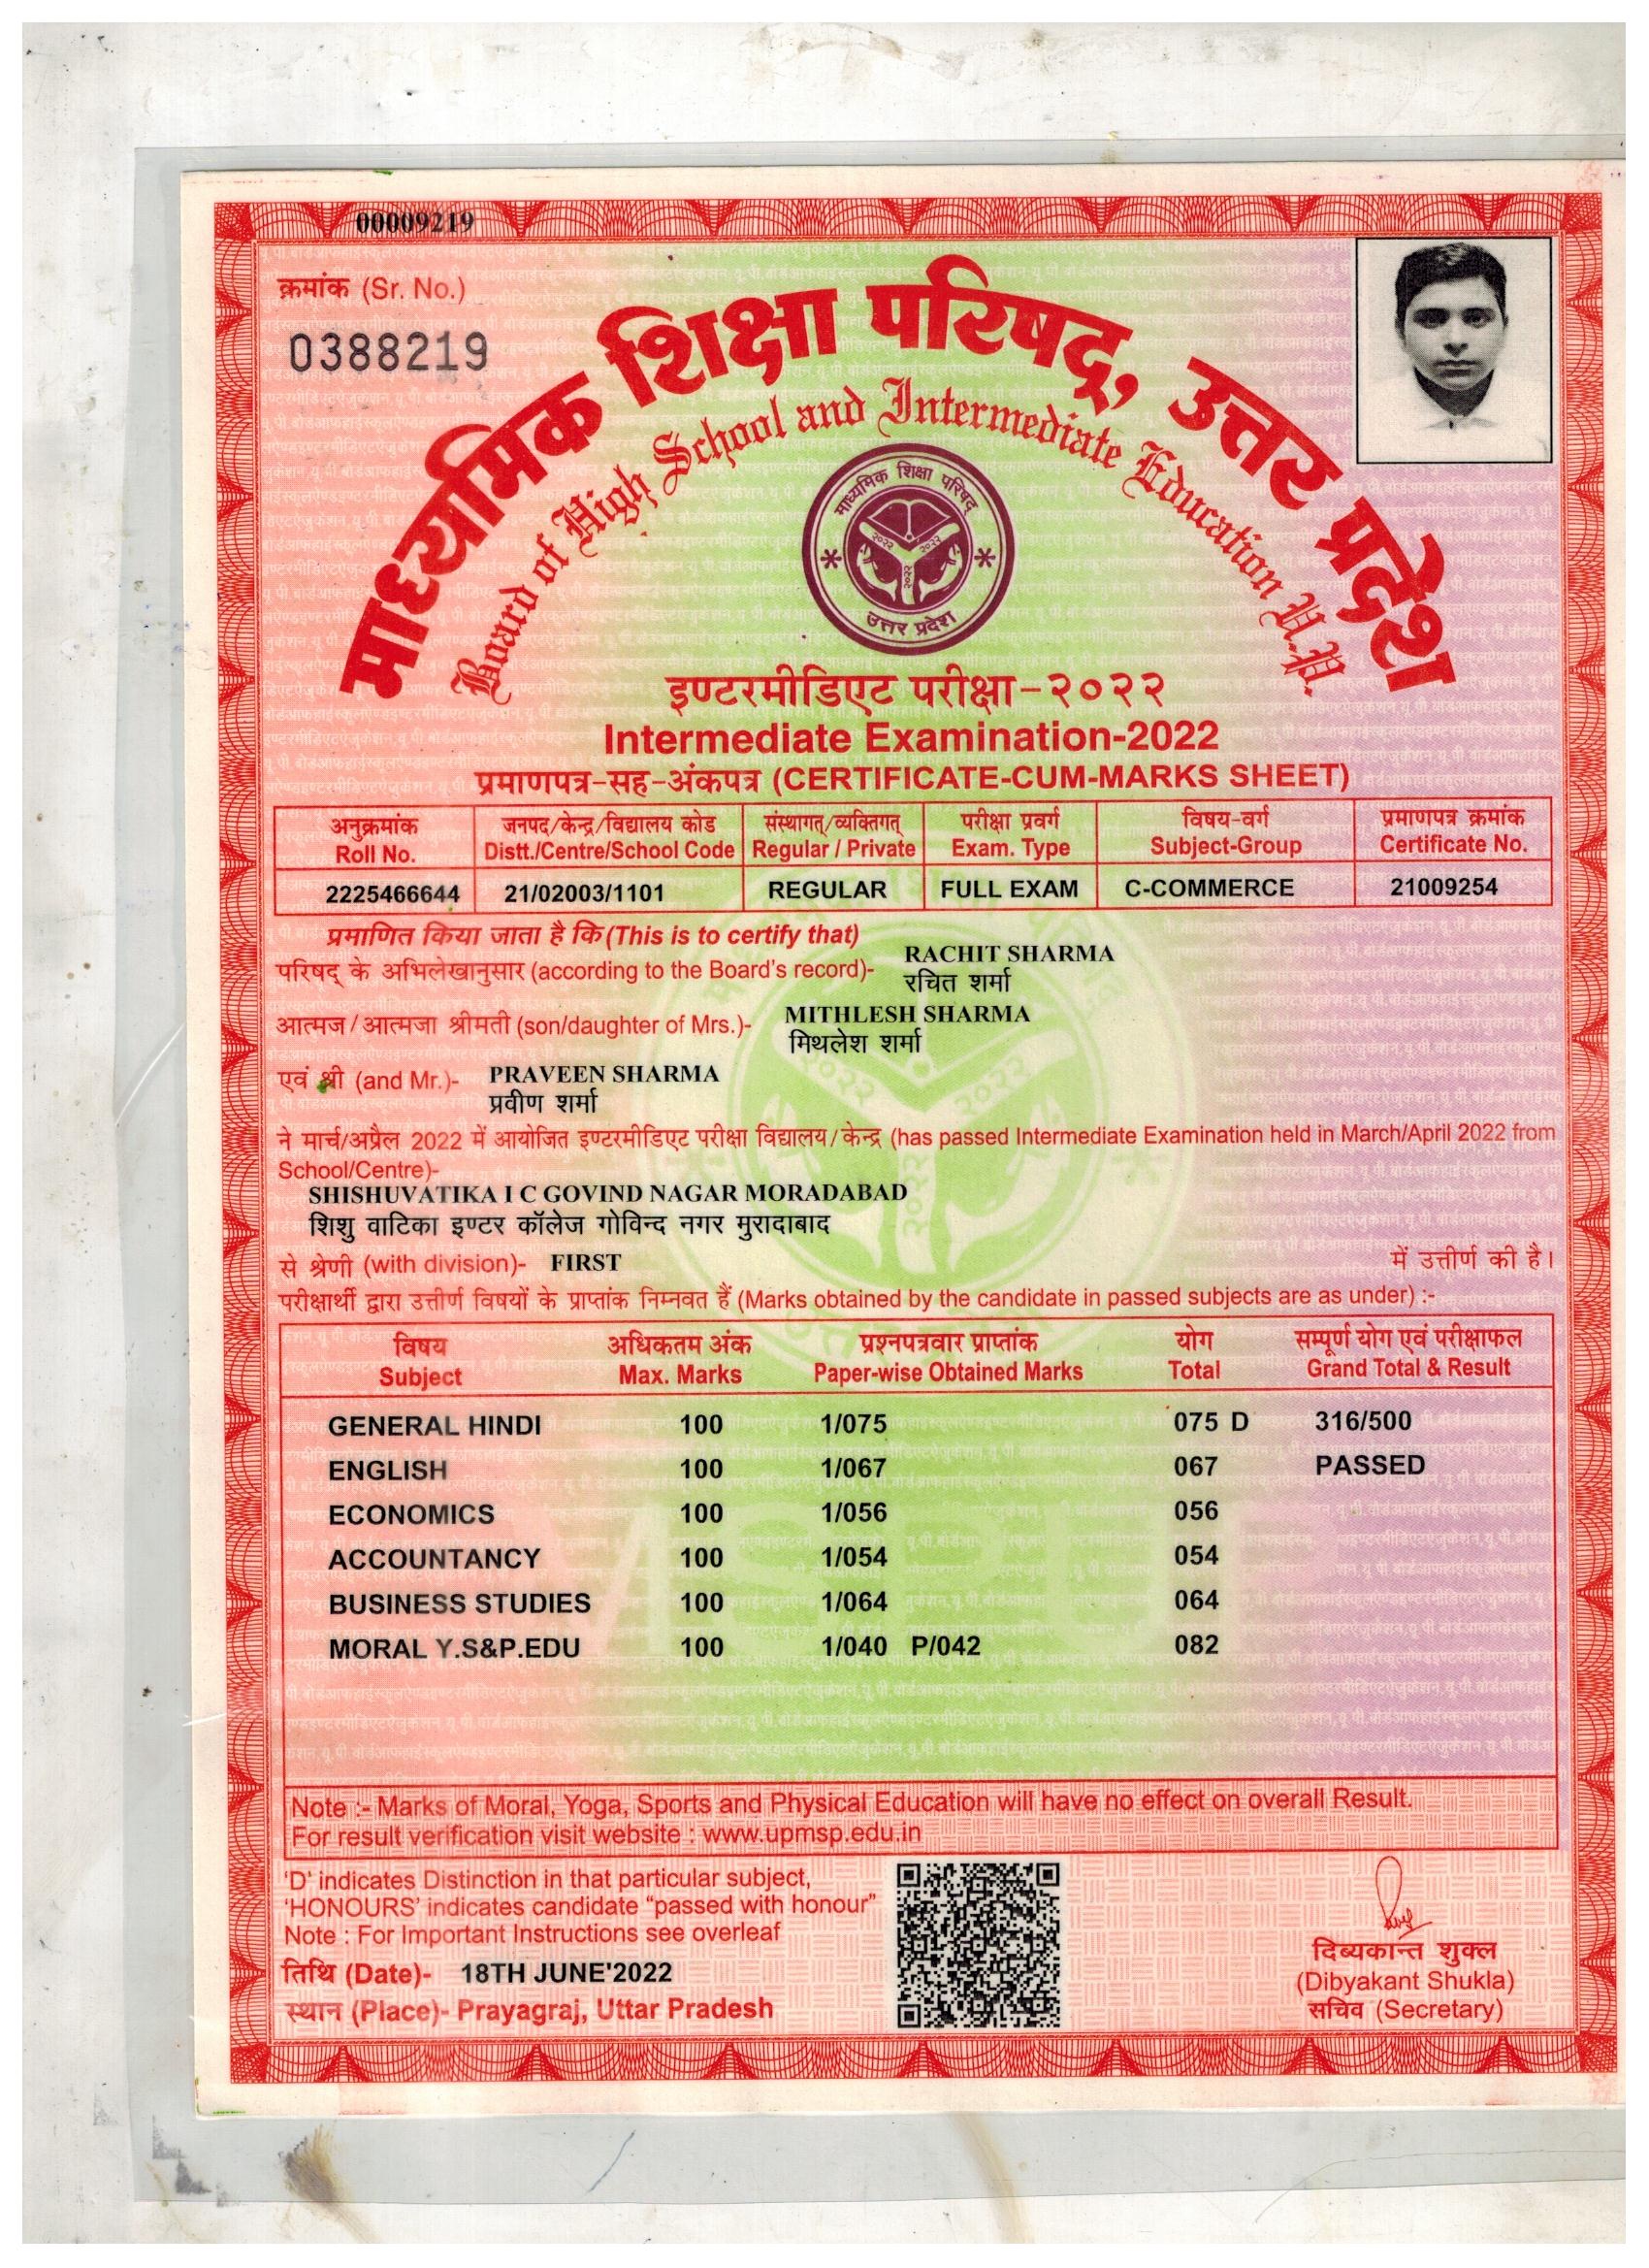 00009219
क्रमांक (Sr. No.)
0388219
माध्यमिक शिक्षा परिषद्, उत्तर प्रदेश
Board of High School and Intermediate Education U.P.
माध्यमिक शिक्षा परिषद्
२०२२ २०२२
२०२२
उत्तर प्रदेश
इण्टरमीडिएट परीक्षा-२०२२
Intermediate Examination-2022
प्रमाणपत्र-सह-अंकपत्र (CERTIFICATE-CUM-MARKS SHEET)
अनुक्रमांक जनपद/केन्द्र/विद्यालय कोड संस्थागत्/व्यक्तिगत् परीक्षा प्रवर्ग विषय-वर्ग प्रमाणपत्र क्रमांक
Roll No. Distt./Centre/School Code Regular / Private Exam. Type Subject-Group Certificate No.
2225466644 21/02003/1101 REGULAR FULL EXAM C-COMMERCE 21009254
प्रमाणित किया जाता है कि (This is to certify that)
परिषद् के अभिलेखानुसार (according to the Board's record)- RACHIT SHARMA
रचित शर्मा
आत्मज/आत्मजा श्रीमती (son/daughter of Mrs.)- MITHLESH SHARMA
मिथलेश शर्मा
एवं श्री (and Mr.)- PRAVEEN SHARMA
प्रवीण शर्मा
ने मार्च/अप्रैल 2022 में आयोजित इण्टरमीडिएट परीक्षा विद्यालय/केन्द्र (has passed Intermediate Examination held in March/April 2022 from
School/Centre)-
SHISHUVATIKA I C GOVIND NAGAR MORADABAD
शिशु वाटिका इण्टर कॉलेज गोविन्द नगर मुरादाबाद
से श्रेणी (with division)- FIRST में उत्तीर्ण की है।
परीक्षार्थी द्वारा उत्तीर्ण विषयों के प्राप्तांक निम्नवत हैं (Marks obtained by the candidate in passed subjects are as under) :-
विषय अधिकतम अंक प्रश्नपत्रवार प्राप्तांक योग सम्पूर्ण योग एवं परीक्षाफल
Subject Max. Marks Paper-wise Obtained Marks Total Grand Total & Result
GENERAL HINDI 100 1/075 075 D 316/500
ENGLISH 100 1/067 067 PASSED
ECONOMICS 100 1/056 056
ACCOUNTANCY 100 1/054 054
BUSINESS STUDIES 100 1/064 064
MORAL Y.S&P.EDU 100 1/040 P/042 082
Note :- Marks of Moral, Yoga, Sports and Physical Education will have no effect on overall Result.
For result verification visit website : www.upmsp.edu.in
'D' indicates Distinction in that particular subject,
'HONOURS' indicates candidate "passed with honour"
Note : For Important Instructions see overleaf
तिथि (Date)- 18TH JUNE'2022
स्थान (Place)- Prayagraj, Uttar Pradesh
दिब्यकान्त शुक्ल
(Dibyakant Shukla)
सचिव (Secretary)